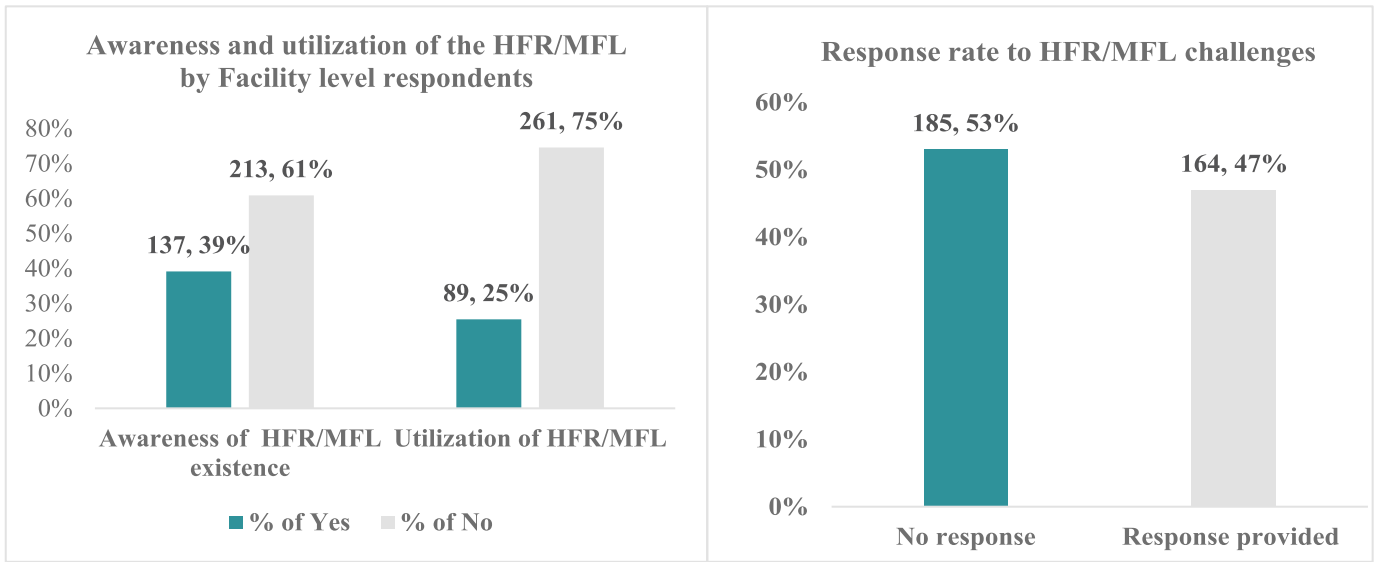 Awareness and utilization of the HFR/MFL
by Facility level respondents
80%
70%
60%
50%
40%
30%
20%
10%
0%
137, 39%
213, 61%
89, 25%
261, 75%
Awareness of HFR/MFL
existence
Utilization of HFR/MFL
% of Yes
% of No
Response rate to HFR/MFL challenges
60%
50%
40%
30%
20%
10%
0%
185, 53%
164, 47%
No response
Response provided